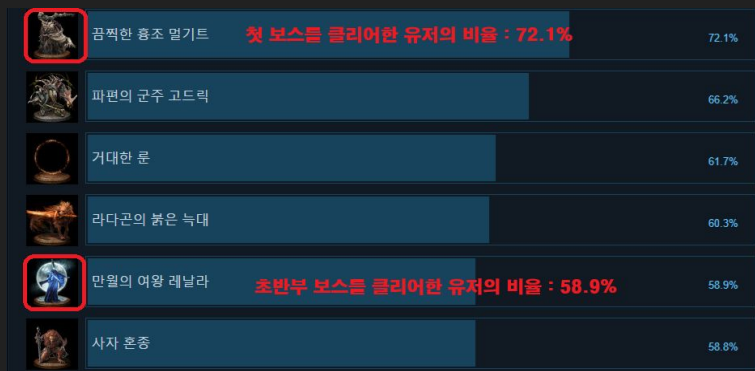 끔찍한 흉조 멀기트 첫 보스를 클리어한 유저의 비율 : 72.1% 72.1%
파편의 군주 고드릭 66.2%
거대한 룬 61.7%
라다곤의 붉은 늑대 60.3%
만월의 여왕 레날라 초반부 보스를 클리어한 유저의 비율 : 58.9% 58.9%
사자 혼종 58.8%